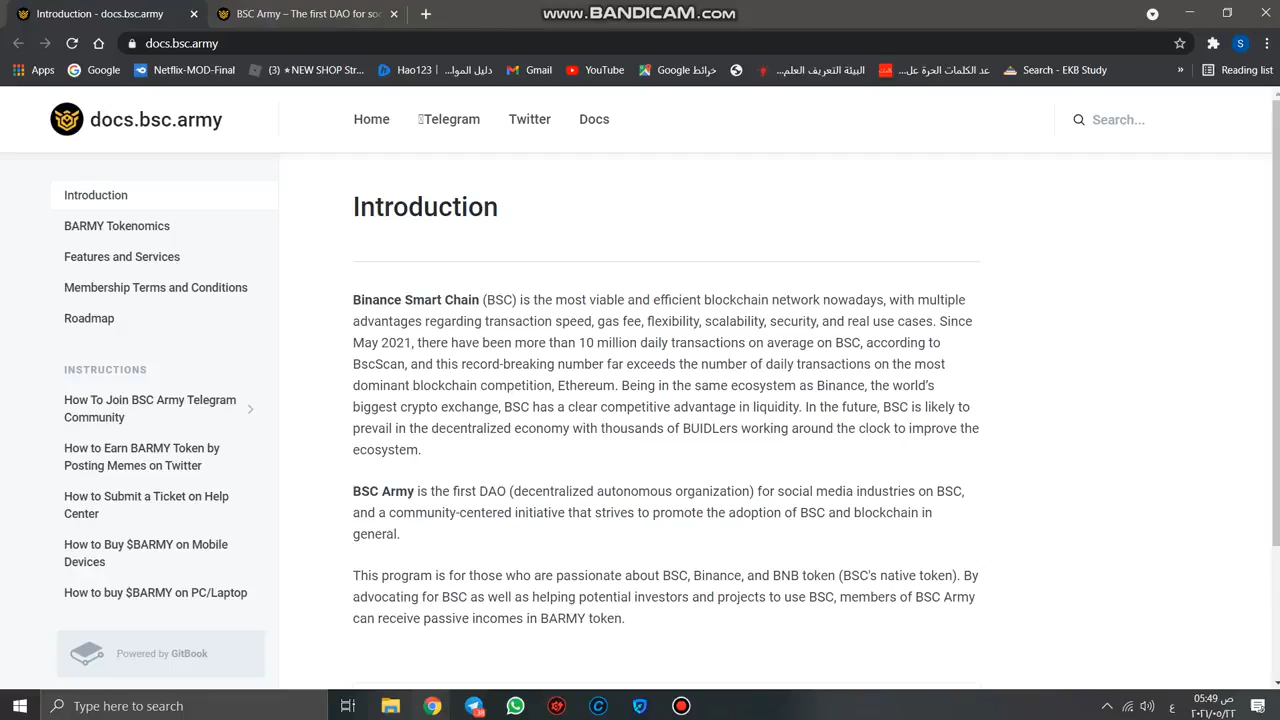 Introduction - docs.bsc.army
BSC Army – The first DAO for soc
www.BANDICAM.com
docs.bsc.army
Apps
Google
Netflix-MOD-Final
(3) ★NEW SHOP Str...
Hao123 | دليل الموا...
Gmail
YouTube
خرائط Google
البيئة التعريف العلم...
عد الكلمات الحرة عل...
Search - EKB Study
»
Reading list
S
docs.bsc.army
Home
Telegram
Twitter
Docs
Search...
Introduction
BARMY Tokenomics
Features and Services
Membership Terms and Conditions
Roadmap
INSTRUCTIONS
How To Join BSC Army Telegram
Community
How to Earn BARMY Token by
Posting Memes on Twitter
How to Submit a Ticket on Help
Center
How to Buy $BARMY on Mobile
Devices
How to buy $BARMY on PC/Laptop
Powered by GitBook
Introduction
Binance Smart Chain (BSC) is the most viable and efficient blockchain network nowadays, with multiple
advantages regarding transaction speed, gas fee, flexibility, scalability, security, and real use cases. Since
May 2021, there have been more than 10 million daily transactions on average on BSC, according to
BscScan, and this record-breaking number far exceeds the number of daily transactions on the most
dominant blockchain competition, Ethereum. Being in the same ecosystem as Binance, the world's
biggest crypto exchange, BSC has a clear competitive advantage in liquidity. In the future, BSC is likely to
prevail in the decentralized economy with thousands of BUIDLers working around the clock to improve the
ecosystem.
BSC Army is the first DAO (decentralized autonomous organization) for social media industries on BSC,
and a community-centered initiative that strives to promote the adoption of BSC and blockchain in
general.
This program is for those who are passionate about BSC, Binance, and BNB token (BSC's native token). By
advocating for BSC as well as helping potential investors and projects to use BSC, members of BSC Army
can receive passive incomes in BARMY token.
Type here to search
ع
05:49 ص